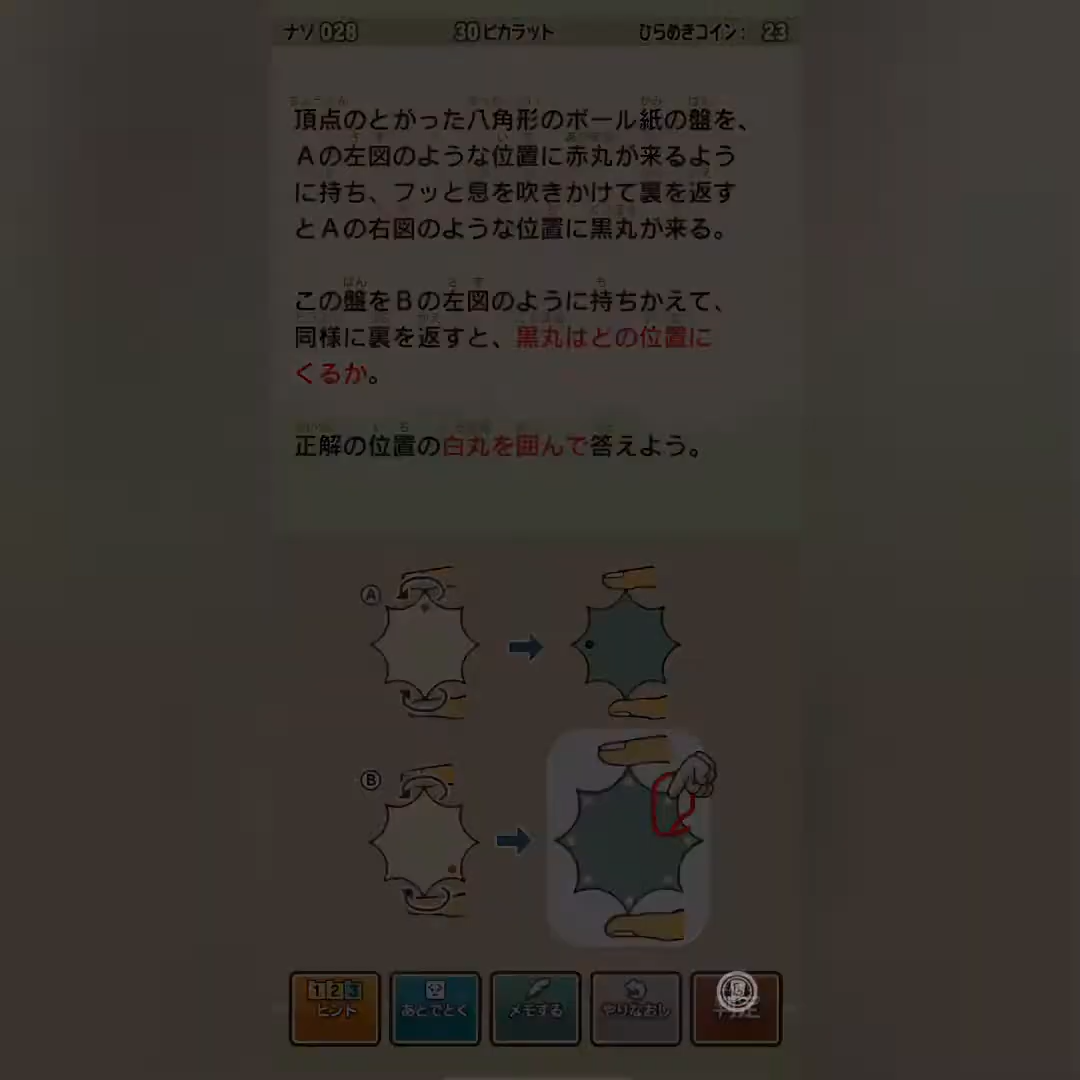 ナゾ028 30ピカラット ひらめきコイン: 23
頂点のとがった八角形のボール紙の盤を、
Aの左図のような位置に赤丸が来るよう
に持ち、フッと息を吹きかけて裏を返す
とAの右図のような位置に黒丸が来る。
この盤をBの左図のように持ちかえて、
同様に裏を返すと、黒丸はどの位置に
くるか。
正解の位置の白丸を囲んで答えよう。
A
B
123
ヒント あとでとく メモする やりなおし